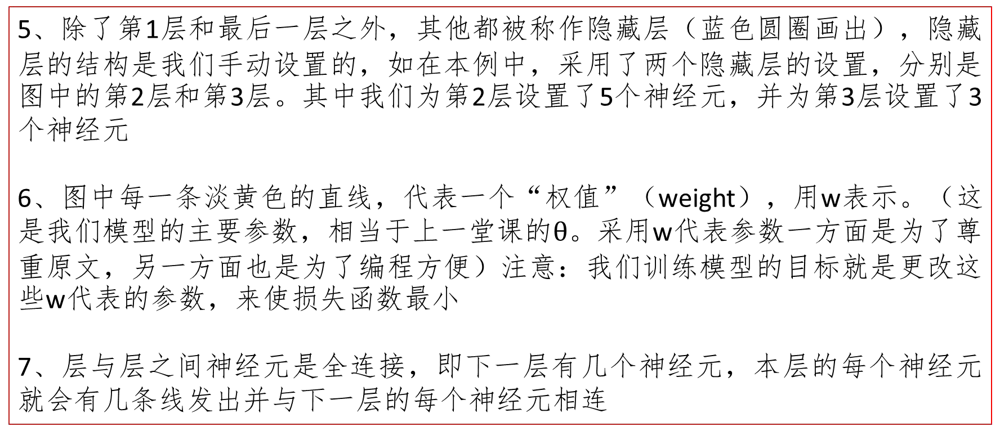 5、除了第1层和最后一层之外，其他都被称作隐藏层（蓝色圆圈画出），隐藏
层的结构是我们手动设置的，如在本例中，采用了两个隐藏层的设置，分别是
图中的第2层和第3层。其中我们为第2层设置了5个神经元，并为第3层设置了3
个神经元
6、图中每一条淡黄色的直线，代表一个“权值”（weight），用w表示。（这
是我们模型的主要参数，相当于上一堂课的θ。采用w代表参数一方面是为了尊
重原文，另一方面也是为了编程方便）注意：我们训练模型的目标就是更改这
些w代表的参数，来使损失函数最小
7、层与层之间神经元是全连接，即下一层有几个神经元，本层的每个神经元
就会有几条线发出并与下一层的每个神经元相连